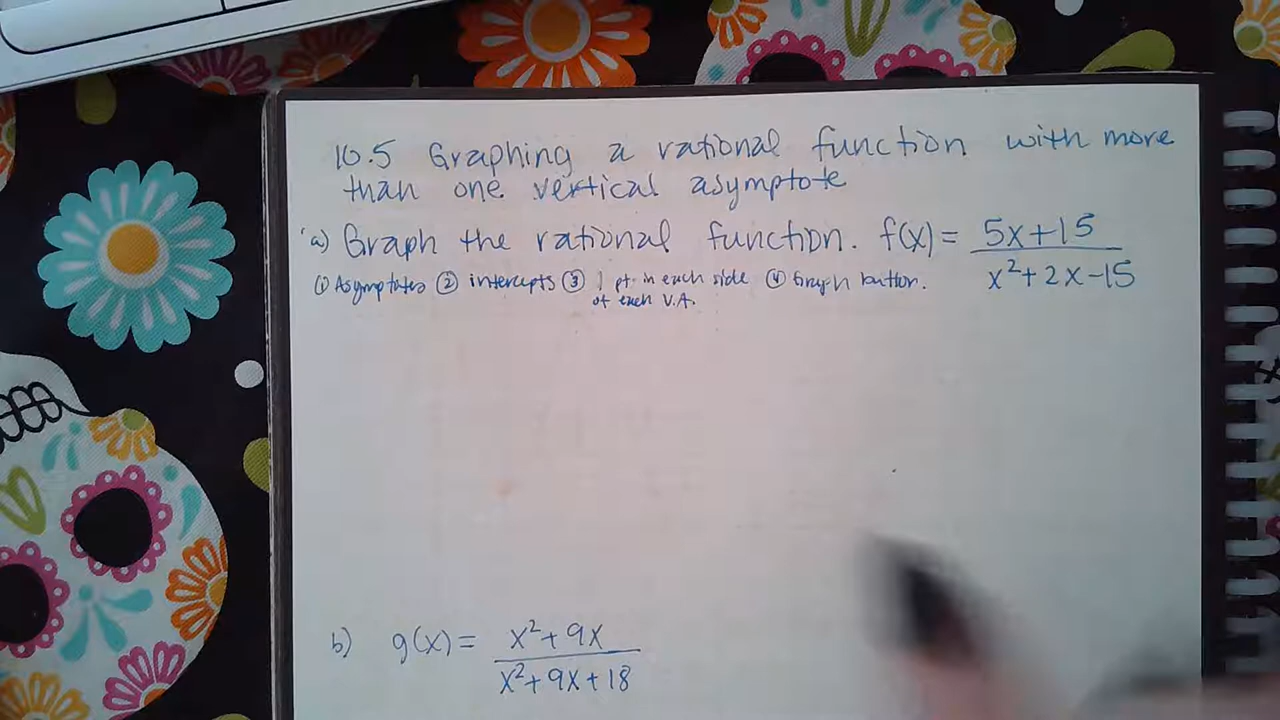 10.5 Graphing a rational function with more
than one vertical asymptote
a) Graph the rational function. f(x) = 5x+15 / x²+2x-15
① Asymptotes ② intercepts ③ 1 pt. in each side ④ Graph button.
of each V.A.
b) g(x) = x²+9x / x²+9x+18